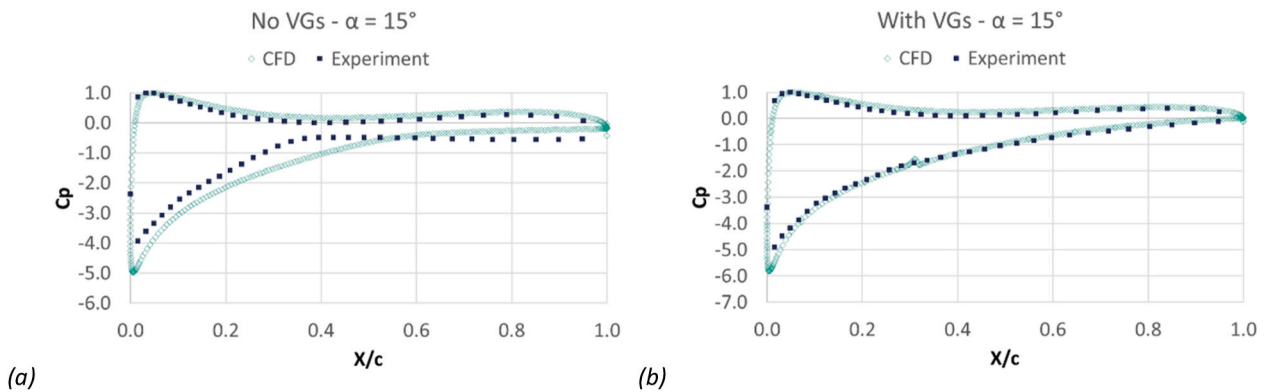 No VGs - α = 15°
CFD Experiment
1.0
0.0
-1.0
-2.0
-3.0
-4.0
-5.0
-6.0
Cp
0.0 0.2 0.4 0.6 0.8 1.0
X/c
(a)
With VGs - α = 15°
CFD Experiment
1.0
0.0
-1.0
-2.0
-3.0
-4.0
-5.0
-6.0
-7.0
Cp
0.0 0.2 0.4 0.6 0.8 1.0
X/c
(b)